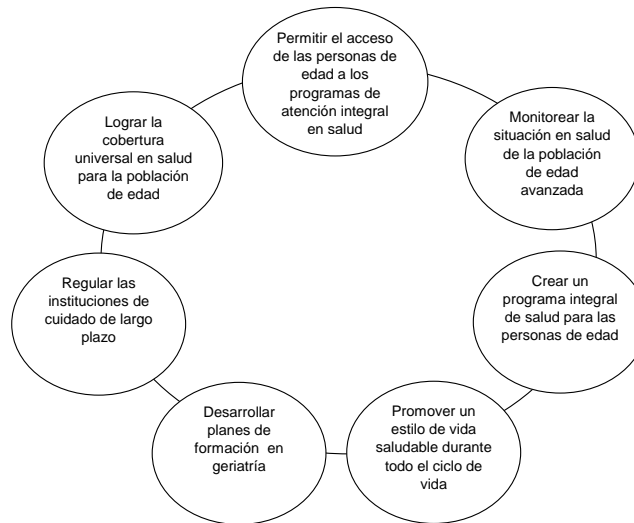 Permitir el acceso
de las personas de
edad a los
programas de
atención integral
en salud
Monitorear la
situación en salud
de la población
de edad
avanzada
Crear un
programa integral
de salud para las
personas de edad
Promover un
estilo de vida
saludable durante
todo el ciclo de
vida
Desarrollar
planes de
formación en
geriatría
Regular las
instituciones de
cuidado de largo
plazo
Lograr la
cobertura
universal en salud
para la población
de edad